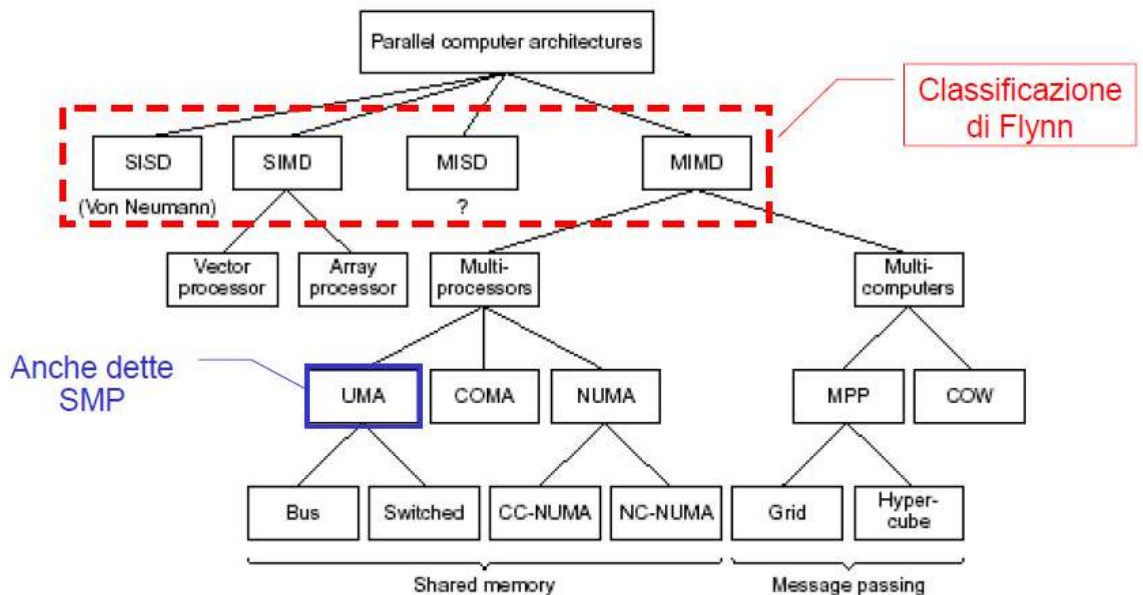 Parallel computer architectures
Classificazione
di Flynn
SISD
SIMD
MISD
MIMD
(Von Neumann)
?
Vector
processor
Array
processor
Multi-
processors
Multi-
computers
Anche dette
SMP
UMA
COMA
NUMA
MPP
COW
Bus
Switched
CC-NUMA
NC-NUMA
Grid
Hyper-
cube
Shared memory
Message passing